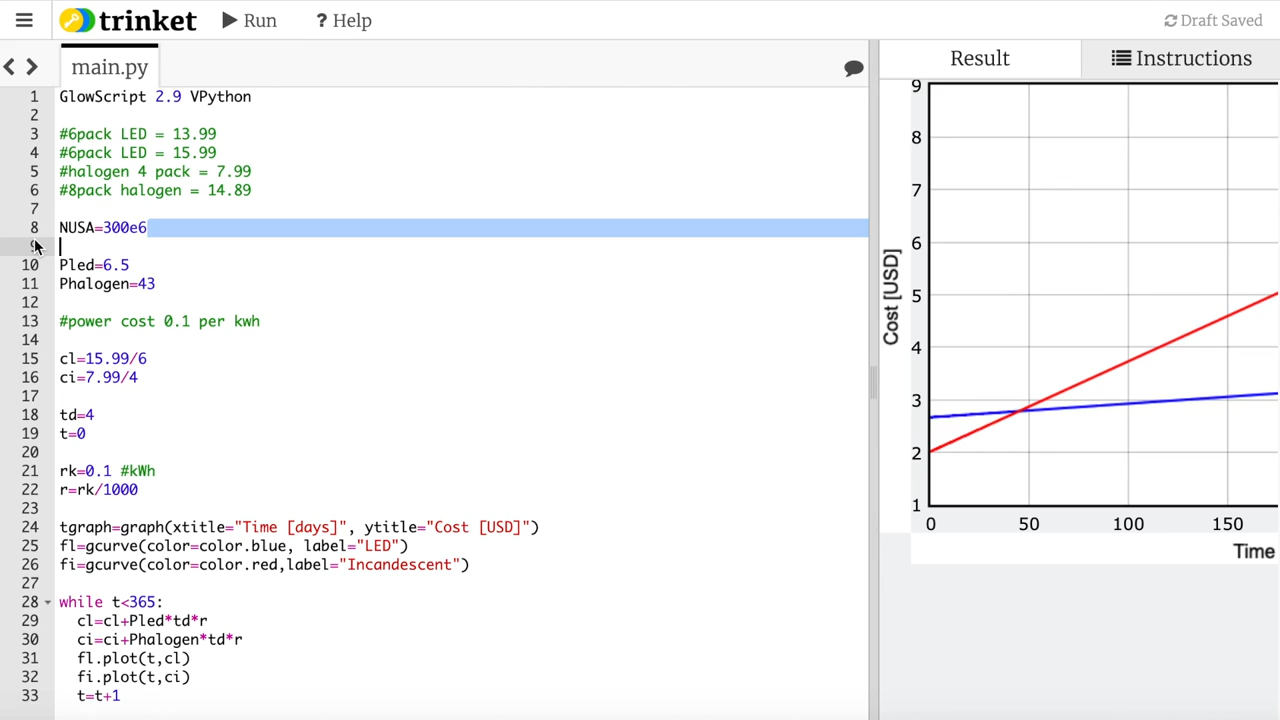 trinket Run Help Draft Saved
main.py
Result Instructions
1 GlowScript 2.9 VPython
2
3 #6pack LED = 13.99
4 #6pack LED = 15.99
5 #halogen 4 pack = 7.99
6 #8pack halogen = 14.89
7
8 NUSA=300e6
9
10 Pled=6.5
11 Phalogen=43
12
13 #power cost 0.1 per kwh
14
15 cl=15.99/6
16 ci=7.99/4
17
18 td=4
19 t=0
20
21 rk=0.1 #kWh
22 r=rk/1000
23
24 tgraph=graph(xtitle="Time [days]", ytitle="Cost [USD]")
25 fl=gcurve(color=color.blue, label="LED")
26 fi=gcurve(color=color.red,label="Incandescent")
27
28 while t<365:
29 cl=cl+Pled*td*r
30 ci=ci+Phalogen*td*r
31 fl.plot(t,cl)
32 fi.plot(t,ci)
33 t=t+1
9
8
7
6
5
4
3
2
1
Cost [USD]
0 50 100 150
Time